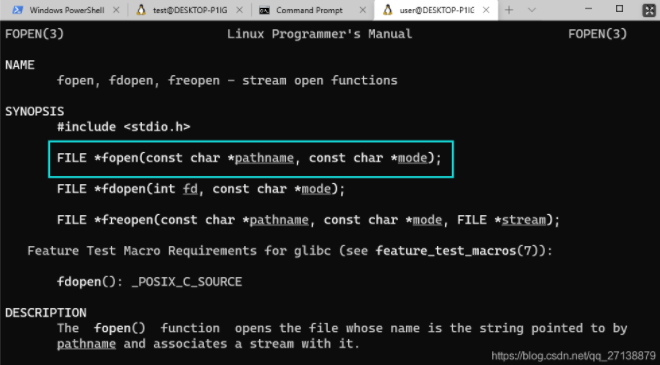 Windows PowerShell
test@DESKTOP-P1IG
Command Prompt
user@DESKTOP-P1IG
FOPEN(3) Linux Programmer's Manual FOPEN(3)
NAME
fopen, fdopen, freopen - stream open functions
SYNOPSIS
#include <stdio.h>
FILE *fopen(const char *pathname, const char *mode);
FILE *fdopen(int fd, const char *mode);
FILE *freopen(const char *pathname, const char *mode, FILE *stream);
Feature Test Macro Requirements for glibc (see feature_test_macros(7)):
fdopen(): _POSIX_C_SOURCE
DESCRIPTION
The fopen() function opens the file whose name is the string pointed to by
pathname and associates a stream with it.
https://blog.csdn.net/qq_27138879